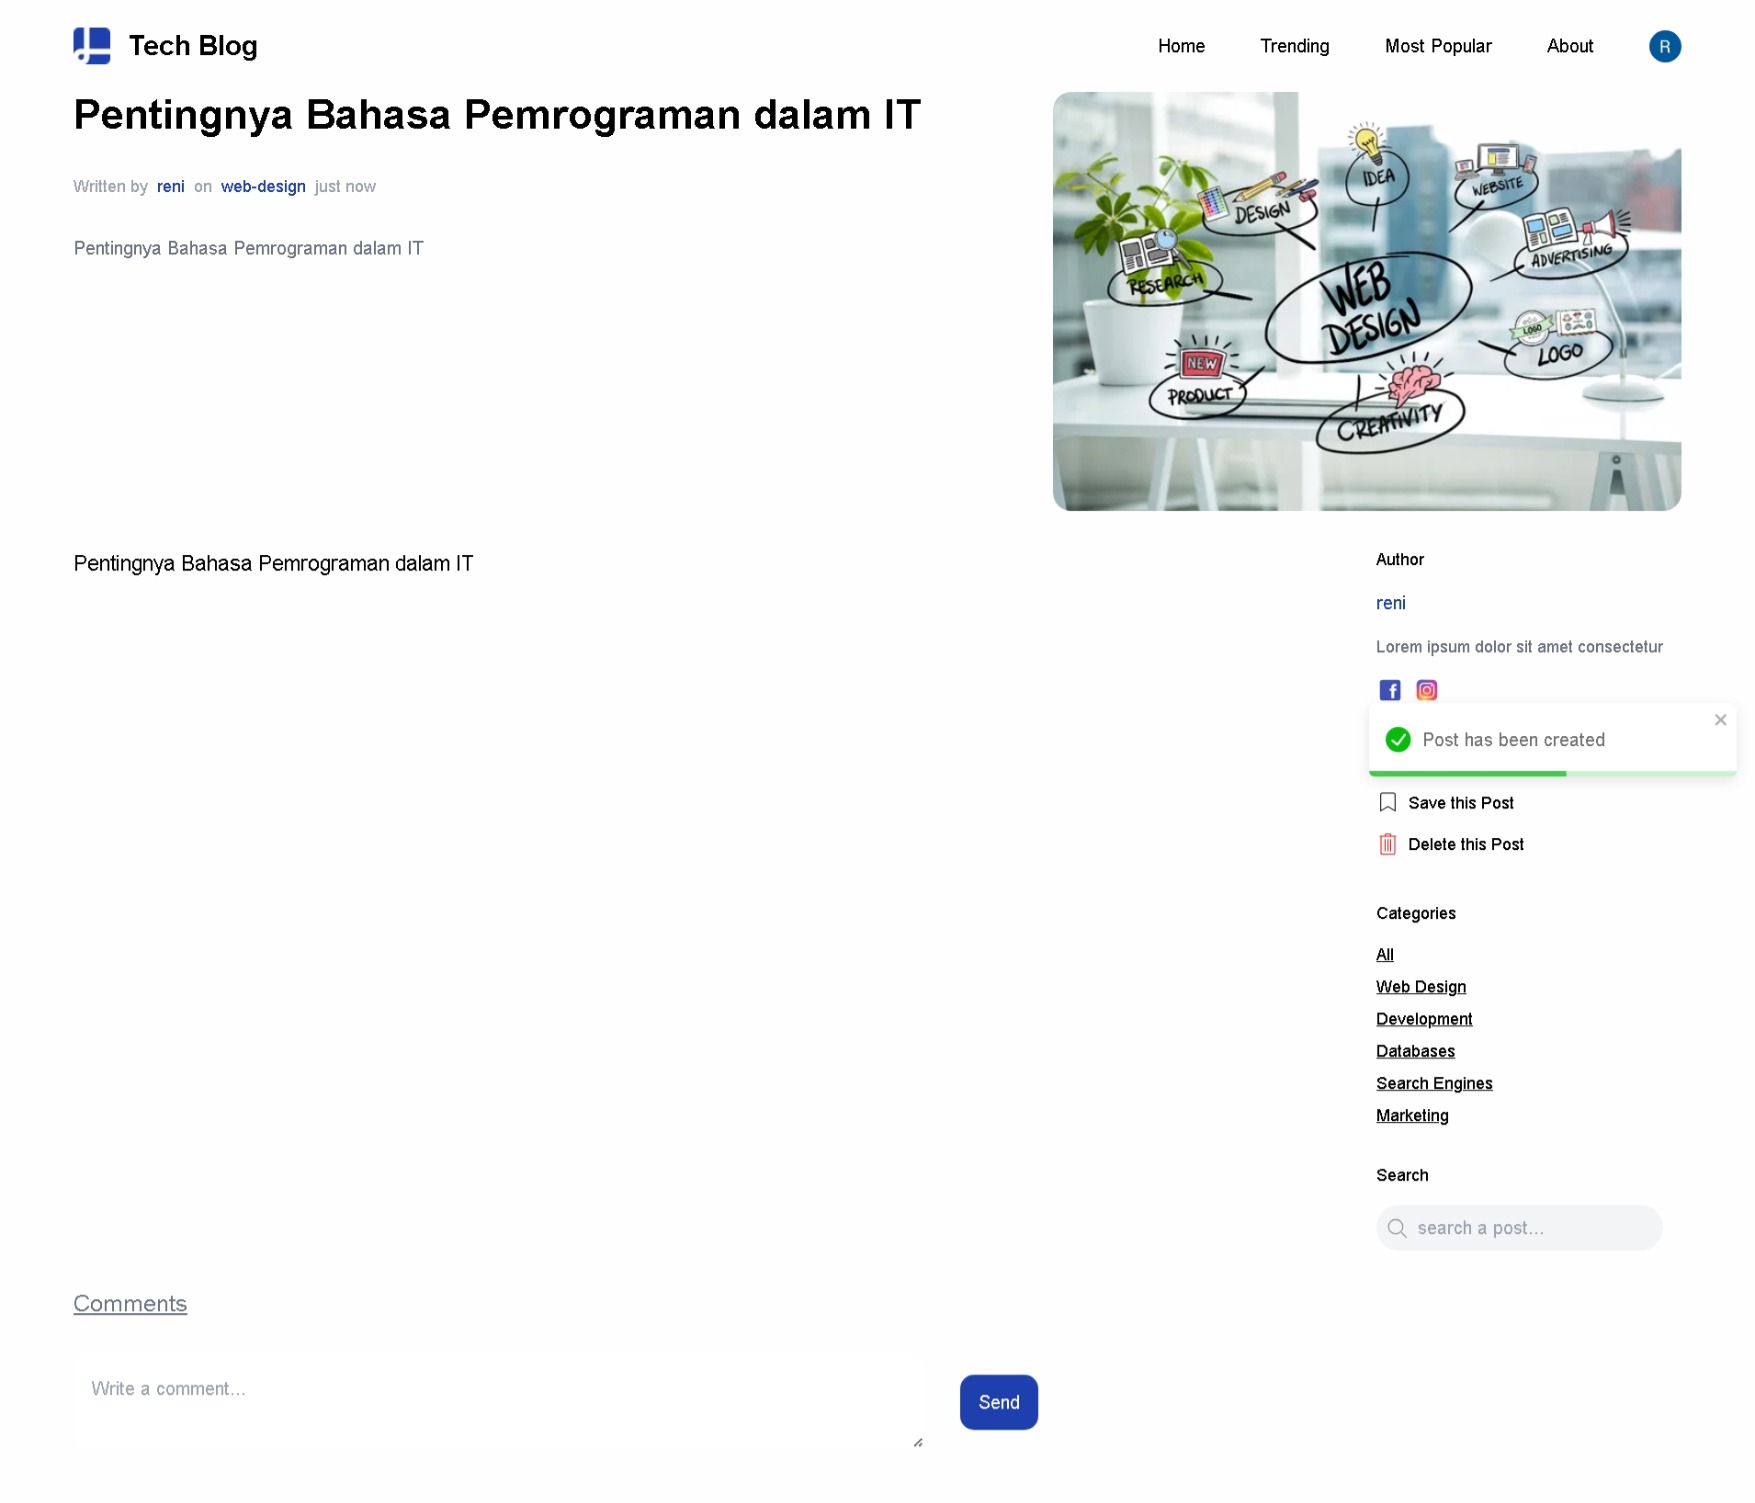 Tech Blog
Home
Trending
Most Popular
About
R
Pentingnya Bahasa Pemrograman dalam IT
Written by reni on web-design just now
Pentingnya Bahasa Pemrograman dalam IT
IDEA
WEBSITE
DESIGN
ADVERTISING
RESEARCH
WEB
DESIGN
LOGO
LOGO
NEW
PRODUCT
CREATIVITY
Pentingnya Bahasa Pemrograman dalam IT
Author
reni
Lorem ipsum dolor sit amet consectetur
Post has been created
Save this Post
Delete this Post
Categories
All
Web Design
Development
Databases
Search Engines
Marketing
Search
search a post...
Comments
Write a comment...
Send